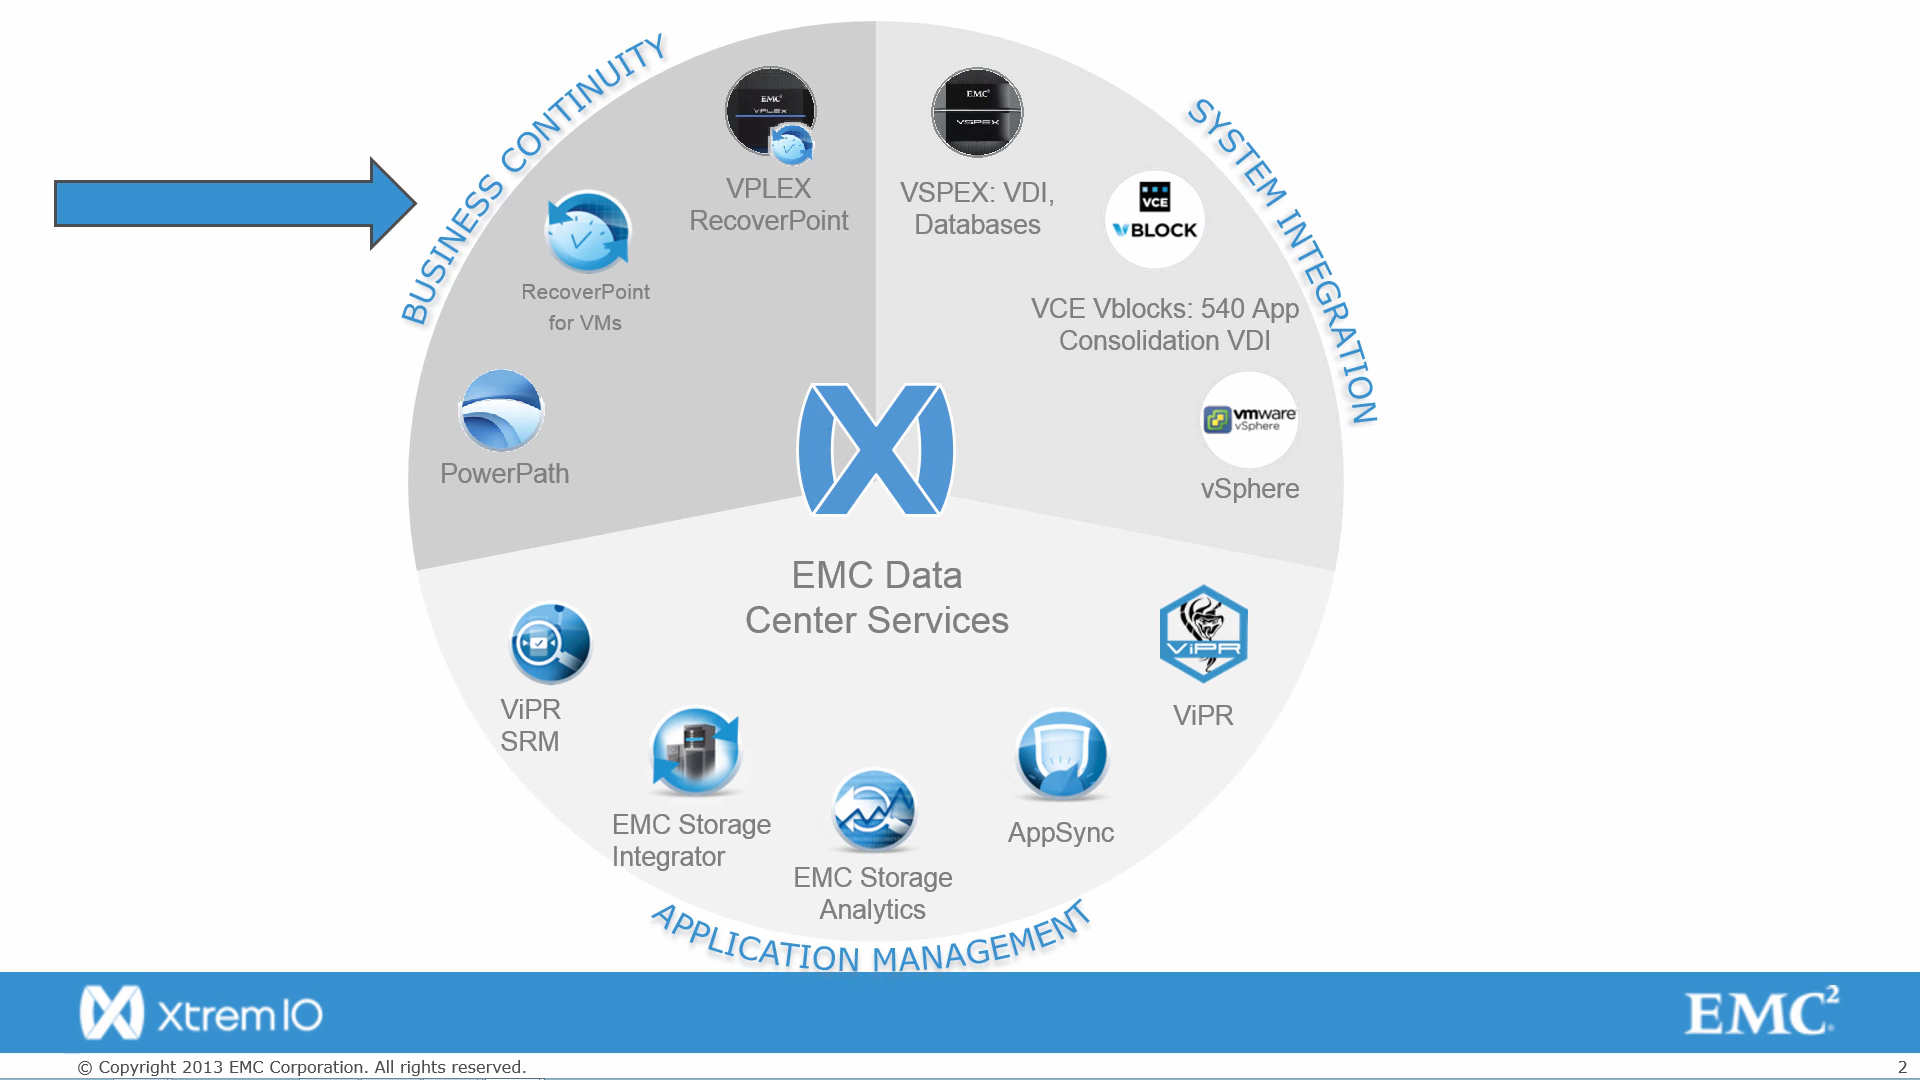 BUSINESS CONTINUITY
SYSTEM INTEGRATION
EMC²
VPLEX
VPLEX
RecoverPoint
EMC²
VSPEX
VSPEX: VDI,
Databases
RecoverPoint
for VMs
VCE
VBLOCK
VCE Vblocks: 540 App
Consolidation VDI
PowerPath
vmware
vSphere
vSphere
EMC Data
Center Services
ViPR
SRM
ViPR
ViPR
EMC Storage
Integrator
EMC Storage
Analytics
AppSync
APPLICATION MANAGEMENT
XtremIO
EMC²
© Copyright 2013 EMC Corporation. All rights reserved.
2